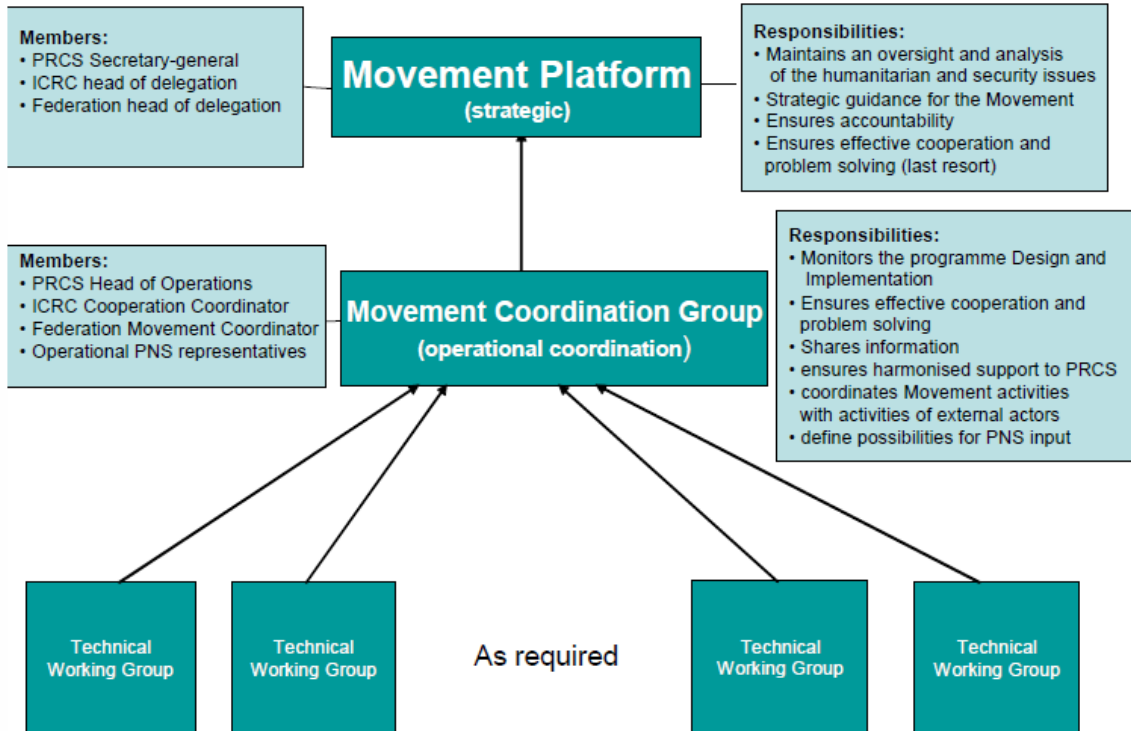 Members:
• PRCS Secretary-general
• ICRC head of delegation
• Federation head of delegation
Movement Platform
(strategic)
Responsibilities:
• Maintains an oversight and analysis
of the humanitarian and security issues
• Strategic guidance for the Movement
• Ensures accountability
• Ensures effective cooperation and
problem solving (last resort)
Members:
• PRCS Head of Operations
• ICRC Cooperation Coordinator
• Federation Movement Coordinator
• Operational PNS representatives
Movement Coordination Group
(operational coordination)
Responsibilities:
• Monitors the programme Design and
Implementation
• Ensures effective cooperation and
problem solving
• Shares information
• ensures harmonised support to PRCS
• coordinates Movement activities
with activities of external actors
• define possibilities for PNS input
Technical
Working Group
Technical
Working Group
As required
Technical
Working Group
Technical
Working Group